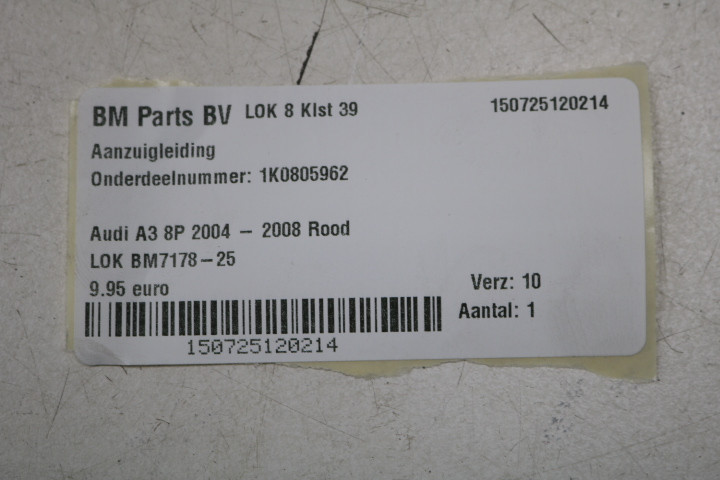 BM Parts BV LOK 8 Klst 39 150725120214
Aanzuigleiding
Onderdeelnummer: 1K0805962
Audi A3 8P 2004 – 2008 Rood
LOK BM7178–25
9.95 euro
Verz: 10
Aantal: 1
150725120214